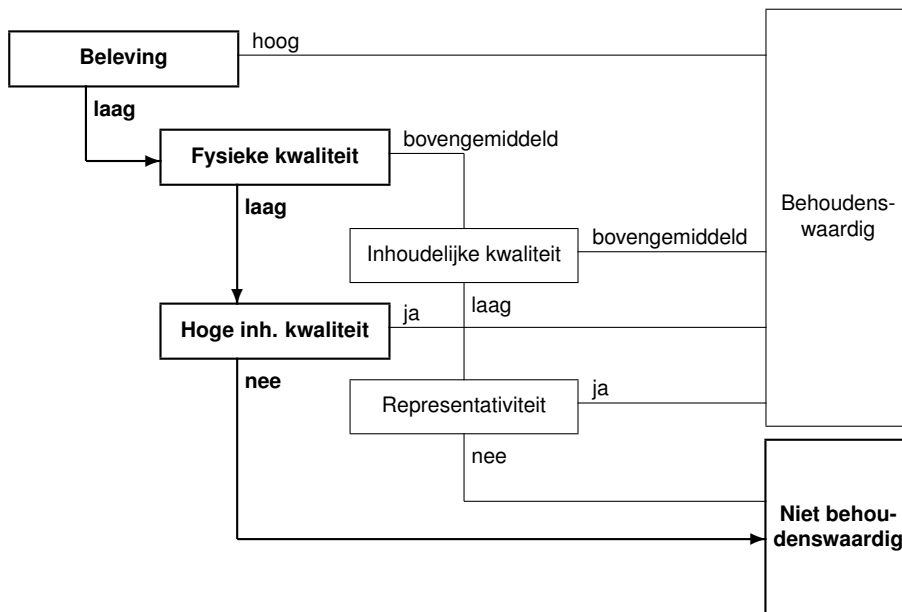 hoog
Beleving
laag
bovengemiddeld
Fysieke kwaliteit
laag
Behoudens-
waardig
bovengemiddeld
Inhoudelijke kwaliteit
laag
ja
Hoge inh. kwaliteit
nee
ja
Representativiteit
nee
Niet behou-
denswaardig